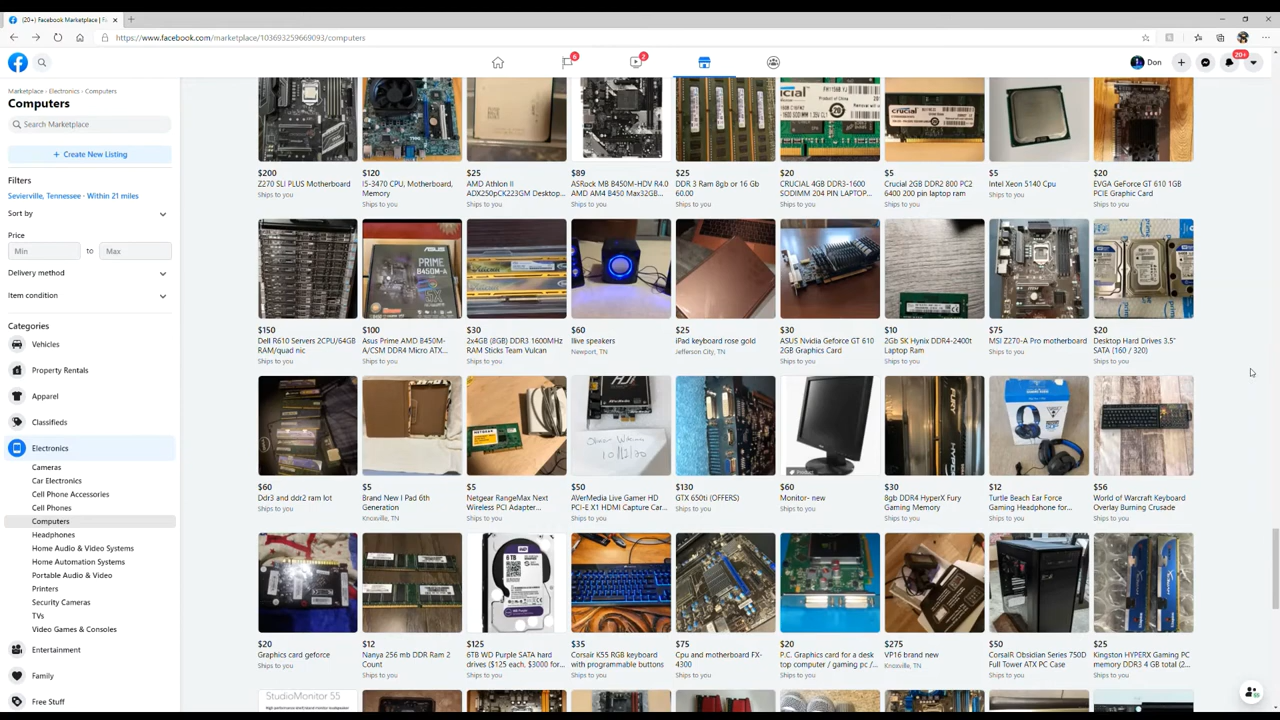 (20+) Facebook Marketplace | Fa
https://www.facebook.com/marketplace/103693259669093/computers
6
2
Don
20+
Marketplace · Electronics · Computers
Computers
Search Marketplace
+ Create New Listing
Filters
Sevierville, Tennessee · Within 21 miles
Sort by
Price
Min to Max
Delivery method
Item condition
Categories
Vehicles
Property Rentals
Apparel
Classifieds
Electronics
Cameras
Car Electronics
Cell Phone Accessories
Cell Phones
Computers
Headphones
Home Audio & Video Systems
Home Automation Systems
Portable Audio & Video
Printers
Security Cameras
TVs
Video Games & Consoles
Entertainment
Family
Free Stuff
$200
Z270 SLI PLUS Motherboard
Ships to you
$120
I5-3470 CPU, Motherboard,
Memory
Ships to you
$25
AMD Athlon II
ADX250pCK223GM Desktop...
Ships to you
$89
ASRock MB B450M-HDV R4.0
AMD AM4 B450 Max32GB...
Ships to you
$25
DDR 3 Ram 8gb or 16 Gb
60.00
Ships to you
CRUCIAL
$20
CRUCIAL 4GB DDR3-1600
SODIMM 204 PIN LAPTOP...
Ships to you
crucial
$5
Crucial 2GB DDR2 800 PC2
6400 200 pin laptop ram
Ships to you
$5
Intel Xeon 5140 Cpu
Ships to you
$20
EVGA GeForce GT 610 1GB
PCIE Graphic Card
Ships to you
$150
Dell R610 Servers 2CPU/64GB
RAM/quad nic
Ships to you
ASUS
PRIME
B450M-A
$100
Asus Prime AMD B450M-
A/CSM DDR4 Micro ATX...
Ships to you
$30
2x4GB (8GB) DDR3 1600MHz
RAM Sticks Team Vulcan
Ships to you
$60
Ilive speakers
Newport, TN
$25
iPad keyboard rose gold
Jefferson City, TN
$30
ASUS Nvidia Geforce GT 610
2GB Graphics Card
Ships to you
$10
2Gb SK Hynix DDR4-2400t
Laptop Ram
Ships to you
$75
MSI Z270-A Pro motherboard
Ships to you
$20
Desktop Hard Drives 3.5"
SATA (160 / 320)
Ships to you
$60
Ddr3 and ddr2 ram lot
Ships to you
$5
Brand New I Pad 6th
Generation
Knoxville, TN
NETGEAR
$5
Netgear RangeMax Next
Wireless PCI Adapter...
Ships to you
10/2/20
$50
AVerMedia Live Gamer HD
PCI-E X1 HDMI Capture Car...
Ships to you
$130
GTX 650ti (OFFERS)
Ships to you
Product
$60
Monitor- new
Ships to you
FURY
$30
8gb DDR4 HyperX Fury
Gaming Memory
Ships to you
$12
Turtle Beach Ear Force
Gaming Headphone for...
Ships to you
$56
World of Warcraft Keyboard
Overlay Burning Crusade
Ships to you
$20
Graphics card geforce
Ships to you
$12
Nanya 256 mb DDR Ram 2
Count
Ships to you
WD
6 TB
$125
6TB WD Purple SATA hard
drives ($125 each, $3000 for...
Ships to you
$35
Corsair K55 RGB keyboard
with programmable buttons
Ships to you
$75
Cpu and motherboard FX-
4300
Ships to you
$20
P.C. Graphics card for a desk
top computer / gaming pc /...
Ships to you
$275
VP16 brand new
Knoxville, TN
$50
CorsaiR Obsidian Series 750D
Full Tower ATX PC Case
Ships to you
$25
Kingston HYPERX Gaming PC
memory DDR3 4 GB total (2...
Ships to you
StudioMonitor 55